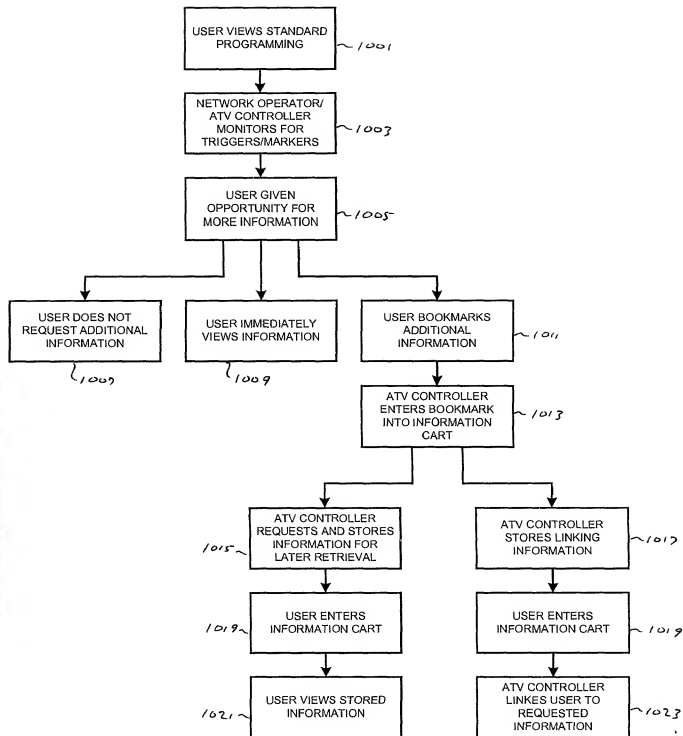 USER VIEWS STANDARD
PROGRAMMING
1001
NETWORK OPERATOR/
ATV CONTROLLER
MONITORS FOR
TRIGGERS/MARKERS
1003
USER GIVEN
OPPORTUNITY FOR
MORE INFORMATION
1005
USER DOES NOT
REQUEST ADDITIONAL
INFORMATION
1007
USER IMMEDIATELY
VIEWS INFORMATION
1009
USER BOOKMARKS
ADDITIONAL
INFORMATION
1011
ATV CONTROLLER
ENTERS BOOKMARK
INTO INFORMATION
CART
1013
ATV CONTROLLER
REQUESTS AND STORES
INFORMATION FOR
LATER RETRIEVAL
1015
ATV CONTROLLER
STORES LINKING
INFORMATION
1017
USER ENTERS
INFORMATION CART
1019
USER ENTERS
INFORMATION CART
1019
USER VIEWS STORED
INFORMATION
1021
ATV CONTROLLER
LINKES USER TO
REQUESTED
INFORMATION
1023